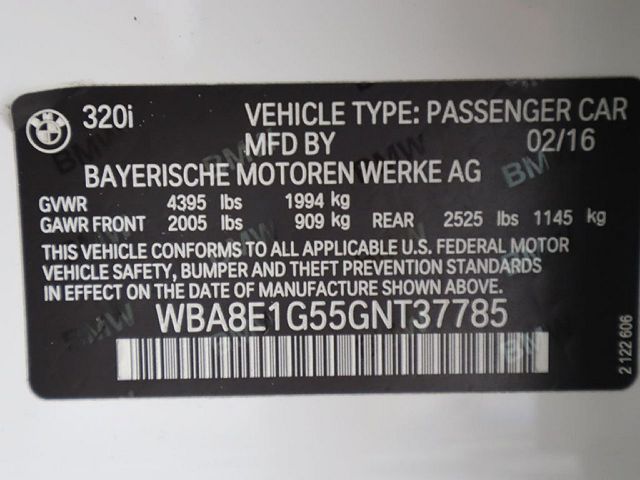 320i VEHICLE TYPE: PASSENGER CAR
MFD BY 02/16
BAYERISCHE MOTOREN WERKE AG
GVWR 4395 lbs 1994 kg
GAWR FRONT 2005 lbs 909 kg REAR 2525 lbs 1145 kg
THIS VEHICLE CONFORMS TO ALL APPLICABLE U.S. FEDERAL MOTOR
VEHICLE SAFETY, BUMPER AND THEFT PREVENTION STANDARDS
IN EFFECT ON THE DATE OF MANUFACTURE SHOWN ABOVE.
WBA8E1G55GNT37785
2 122 606